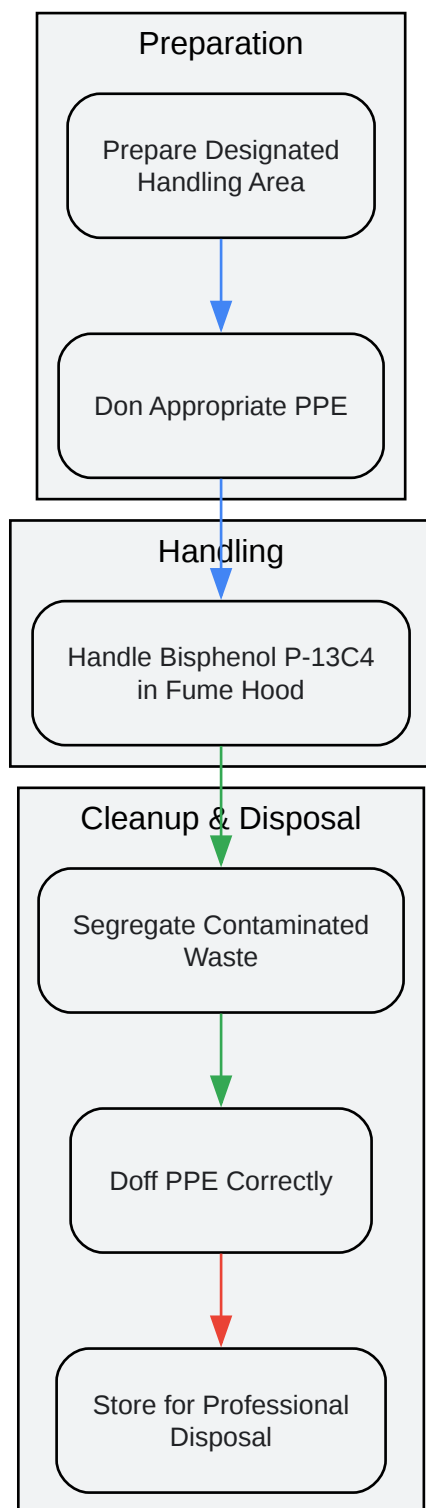 Preparation
Prepare Designated
Handling Area
Don Appropriate PPE
Handling
Handle Bisphenol P-13C4
in Fume Hood
Cleanup & Disposal
Segregate Contaminated
Waste
Doff PPE Correctly
Store for Professional
Disposal